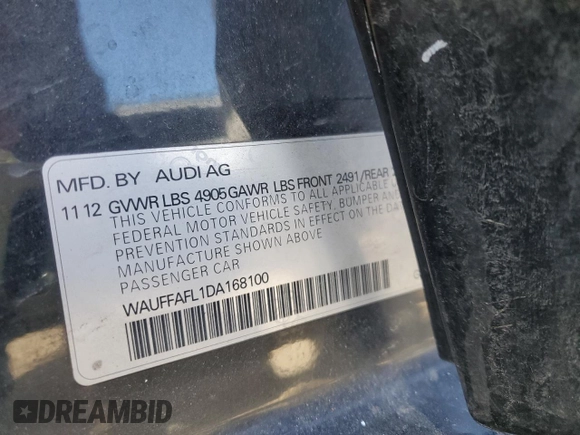 MFD. BY AUDI AG
11 12 GVWR LBS 4905 GAWR LBS FRONT 2491/REAR
THIS VEHICLE CONFORMS TO ALL APPLICABLE
FEDERAL MOTOR VEHICLE SAFETY, BUMPER AND
PREVENTION STANDARDS IN EFFECT ON THE
MANUFACTURE SHOWN ABOVE
PASSENGER CAR
WAUFFAFL1DA168100
DREAMBID